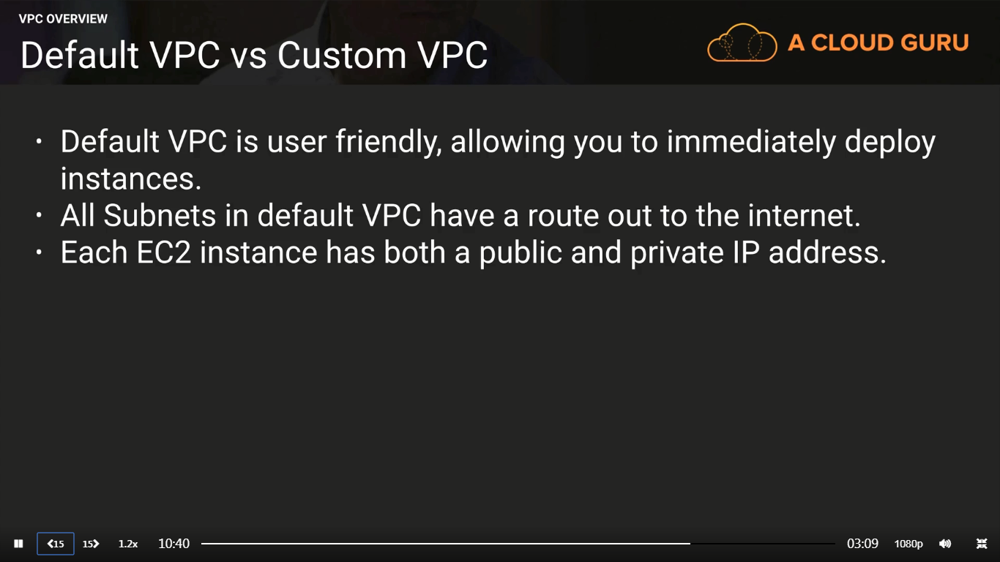 VPC OVERVIEW
Default VPC vs Custom VPC
A CLOUD GURU
• Default VPC is user friendly, allowing you to immediately deploy
instances.
• All Subnets in default VPC have a route out to the internet.
• Each EC2 instance has both a public and private IP address.
15 15 1.2x 10:40 03:09 1080p